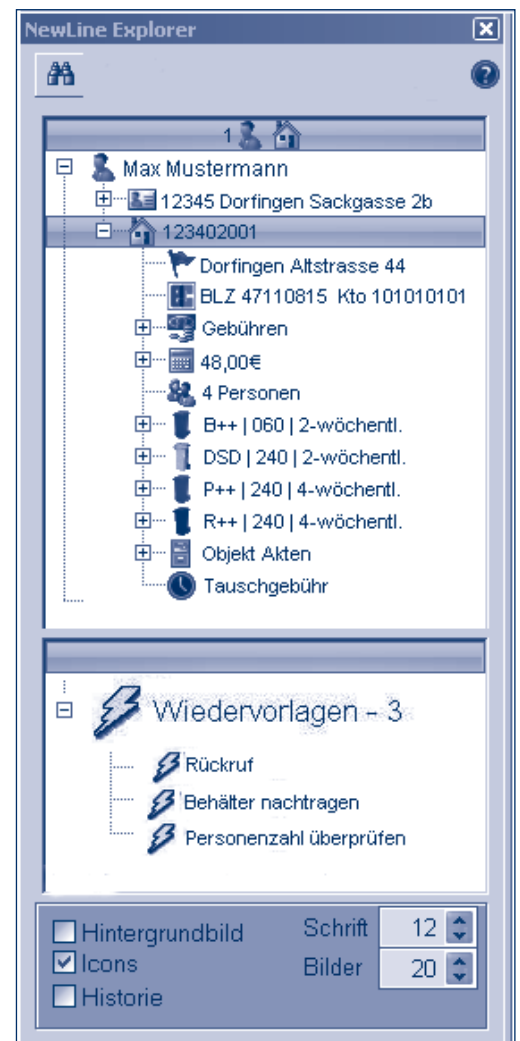 NewLine Explorer
1
Max Mustermann
12345 Dorfingen Sackgasse 2b
123402001
Dorfingen Altstrasse 44
BLZ 47110815 Kto 101010101
Gebühren
48,00€
4 Personen
B++ | 060 | 2-wöchentl.
DSD | 240 | 2-wöchentl.
P++ | 240 | 4-wöchentl.
R++ | 240 | 4-wöchentl.
Objekt Akten
Tauschgebühr
Wiedervorlagen - 3
Rückruf
Behälter nachtragen
Personenzahl überprüfen
Hintergrundbild Schrift 12
Icons Bilder 20
Historie